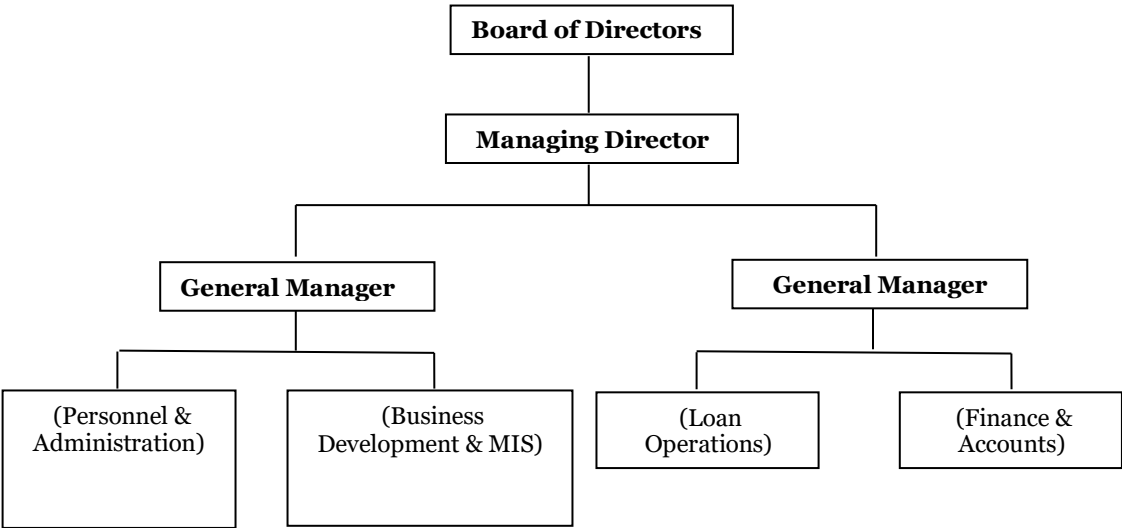 Board of Directors
Managing Director
General Manager
General Manager
(Personnel &
Administration)
(Business
Development & MIS)
(Loan
Operations)
(Finance &
Accounts)